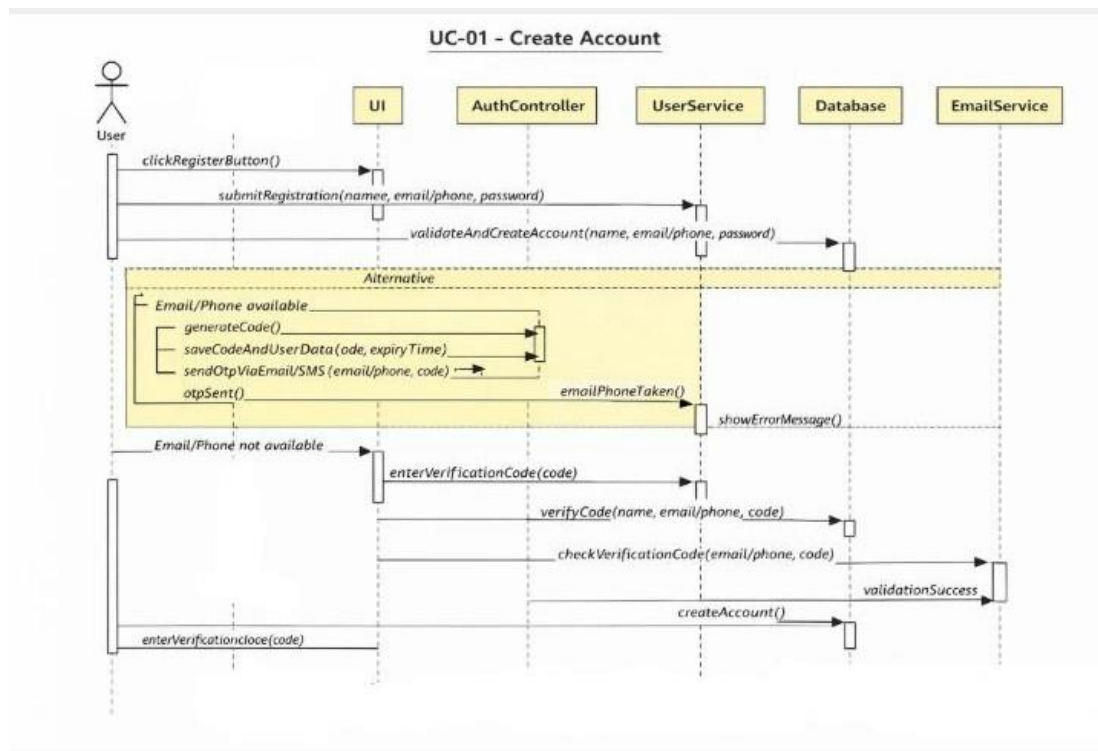 UC-01 - Create Account
User
UI
AuthController
UserService
Database
EmailService
clickRegisterButton()
submitRegistration(namee, email/phone, password)
validateAndCreateAccount(name, email/phone, password)
Alternative
Email/Phone available
generateCode()
saveCodeAndUserData(ode, expiryTime)
sendOtpViaEmail/SMS (email/phone, code)
otpSent()
emailPhoneTaken()
showErrorMessage()
Email/Phone not available
enterVerificationCode(code)
verifyCode(name, email/phone, code)
checkVerificationCode(email/phone, code)
validationSuccess
createAccount()
enterVerificationcloce(code)